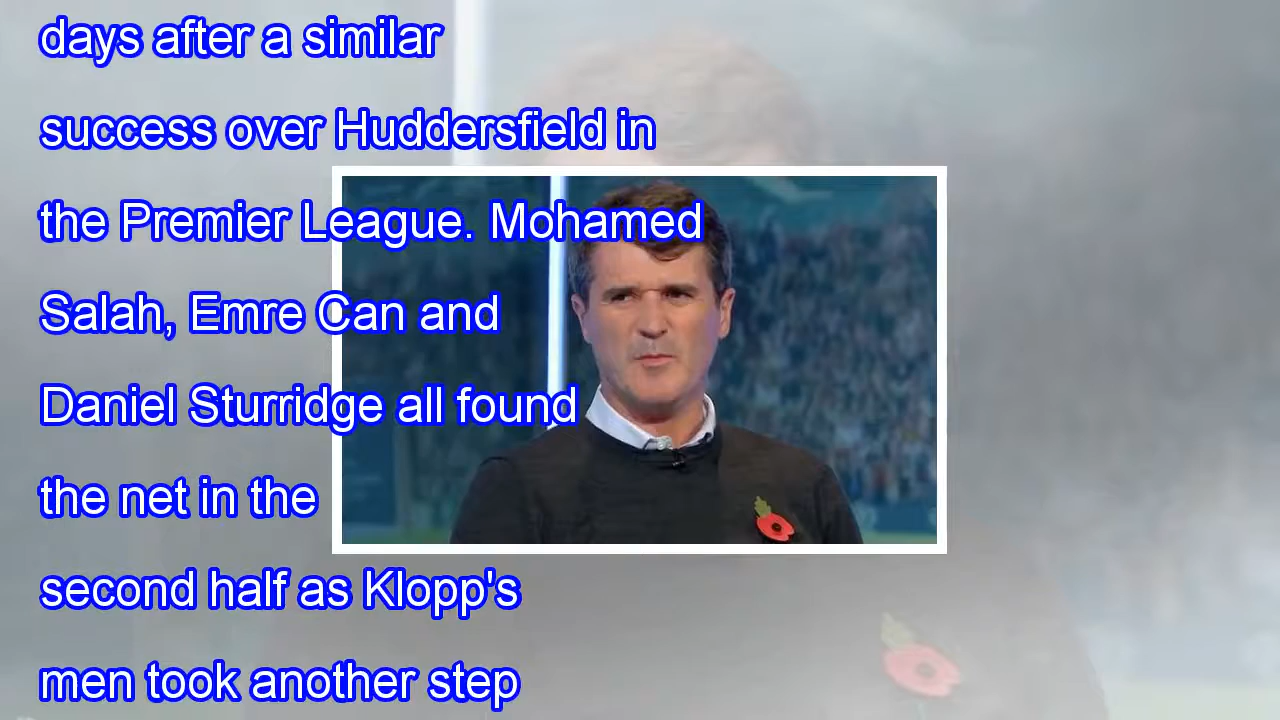 days after a similar
success over Huddersfield in
the Premier League. Mohamed
Salah, Emre Can and
Daniel Sturridge all found
the net in the
second half as Klopp's
men took another step